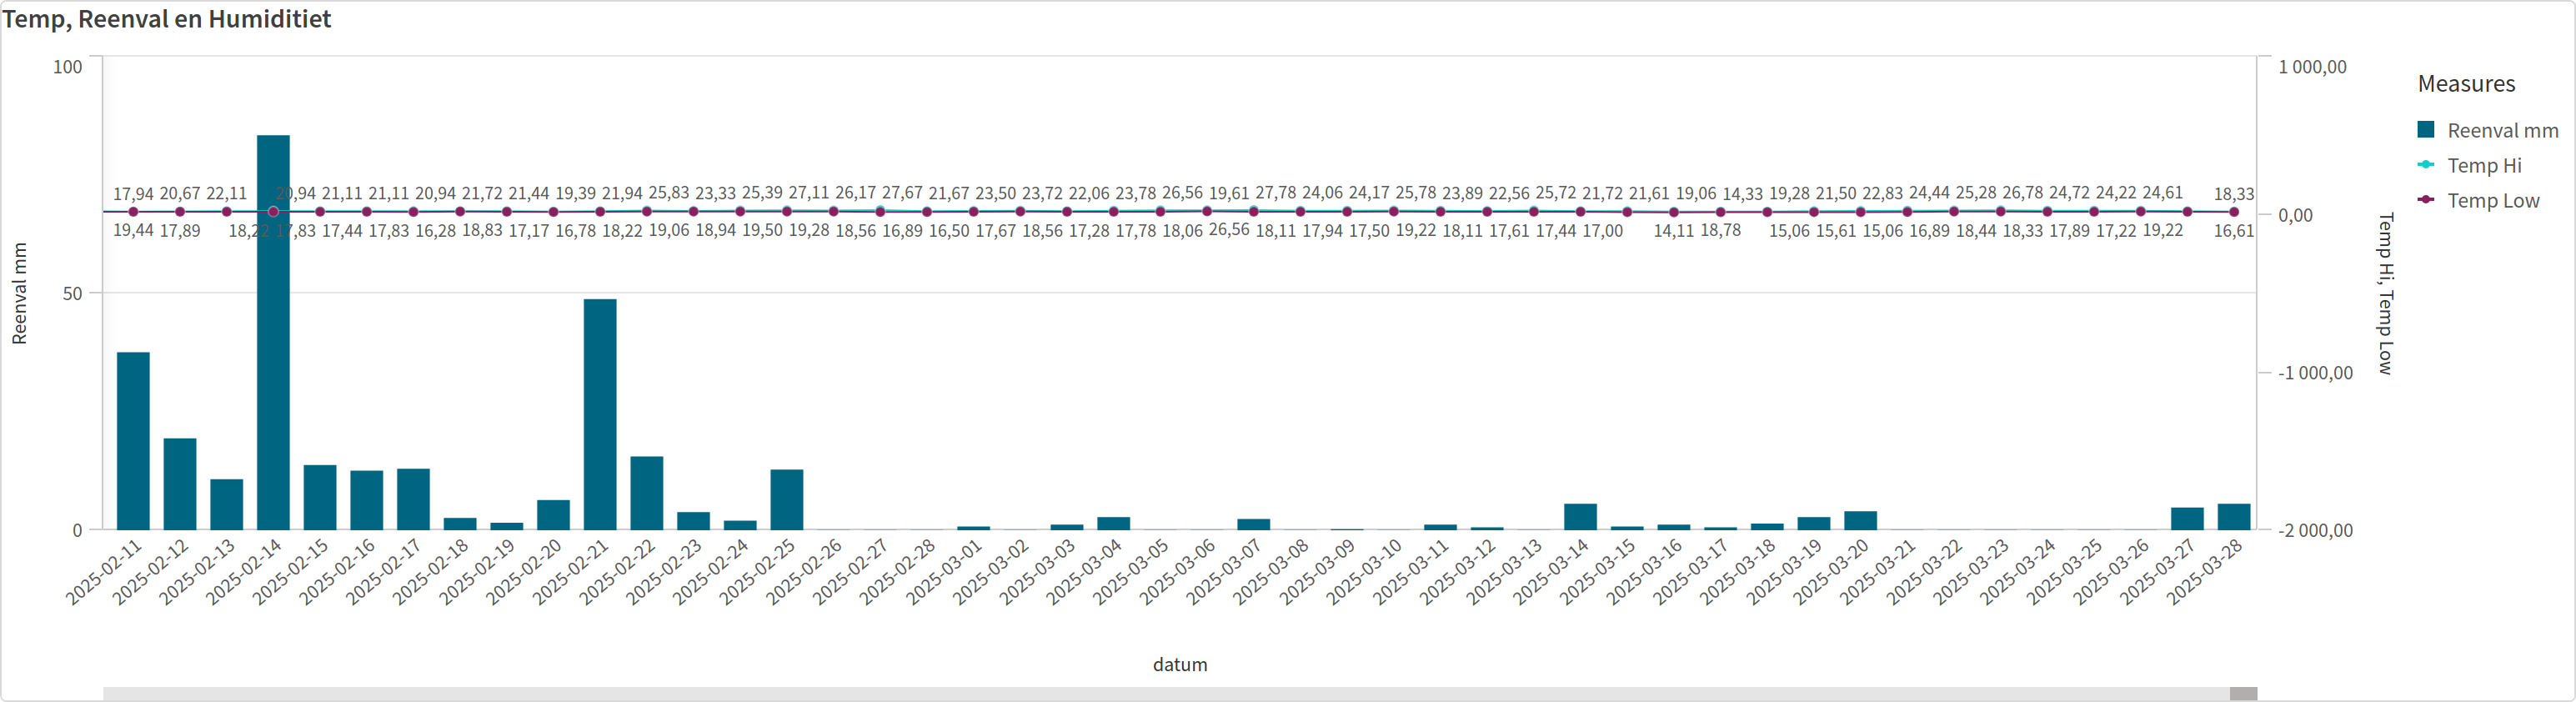 Temp, Reenval en Humiditiet
100
50
0
Reenval mm
17,94 20,67 22,11 20,94 21,11 21,11 20,94 21,72 21,44 19,39 21,94 25,83 23,33 25,39 27,11 26,17 27,67 21,67 23,50 23,72 22,06 23,78 26,56 19,61 27,78 24,06 24,17 25,78 23,89 22,56 25,72 21,72 21,61 19,06 14,33 19,28 21,50 22,83 24,44 25,28 26,78 24,72 24,22 24,61 18,33
19,44 17,89 18,22 17,83 17,44 17,83 16,28 18,83 17,17 16,78 18,22 19,06 18,94 19,50 19,28 18,56 16,89 16,50 17,67 18,56 17,28 17,78 18,06 26,56 18,11 17,94 17,50 19,22 18,11 17,61 17,44 17,00 14,11 18,78 15,06 15,61 15,06 16,89 18,44 18,33 17,89 17,22 19,22 16,61
1 000,00
0,00
-1 000,00
-2 000,00
Temp Hi, Temp Low
2025-02-11 2025-02-12 2025-02-13 2025-02-14 2025-02-15 2025-02-16 2025-02-17 2025-02-18 2025-02-19 2025-02-20 2025-02-21 2025-02-22 2025-02-23 2025-02-24 2025-02-25 2025-02-26 2025-02-27 2025-02-28 2025-03-01 2025-03-02 2025-03-03 2025-03-04 2025-03-05 2025-03-06 2025-03-07 2025-03-08 2025-03-09 2025-03-10 2025-03-11 2025-03-12 2025-03-13 2025-03-14 2025-03-15 2025-03-16 2025-03-17 2025-03-18 2025-03-19 2025-03-20 2025-03-21 2025-03-22 2025-03-23 2025-03-24 2025-03-25 2025-03-26 2025-03-27 2025-03-28
datum
Measures
Reenval mm
Temp Hi
Temp Low